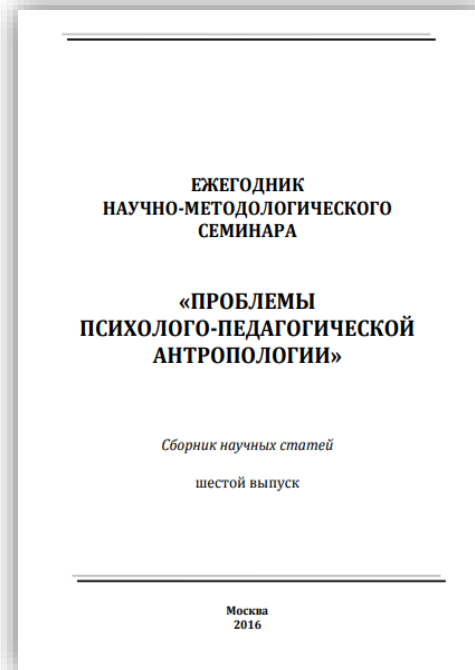 ЕЖЕГОДНИК
НАУЧНО-МЕТОДОЛОГИЧЕСКОГО
СЕМИНАРА
«ПРОБЛЕМЫ
ПСИХОЛОГО-ПЕДАГОГИЧЕСКОЙ
АНТРОПОЛОГИИ»
Сборник научных статей
шестой выпуск
Москва
2016